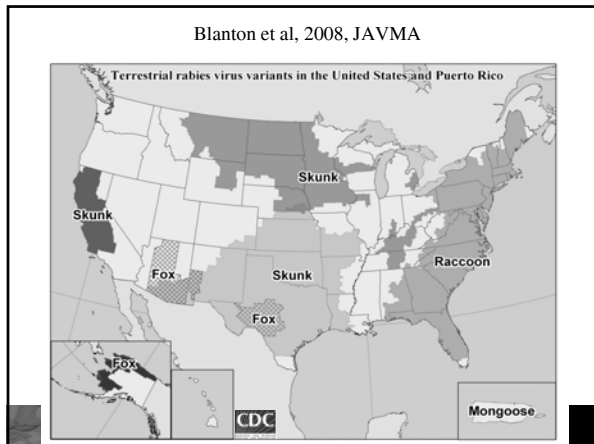 Blanton et al, 2008, JAVMA
Terrestrial rabies virus variants in the United States and Puerto Rico
Skunk
Skunk
Raccoon
Fox
Skunk
Fox
Fox
CDC
Mongoose